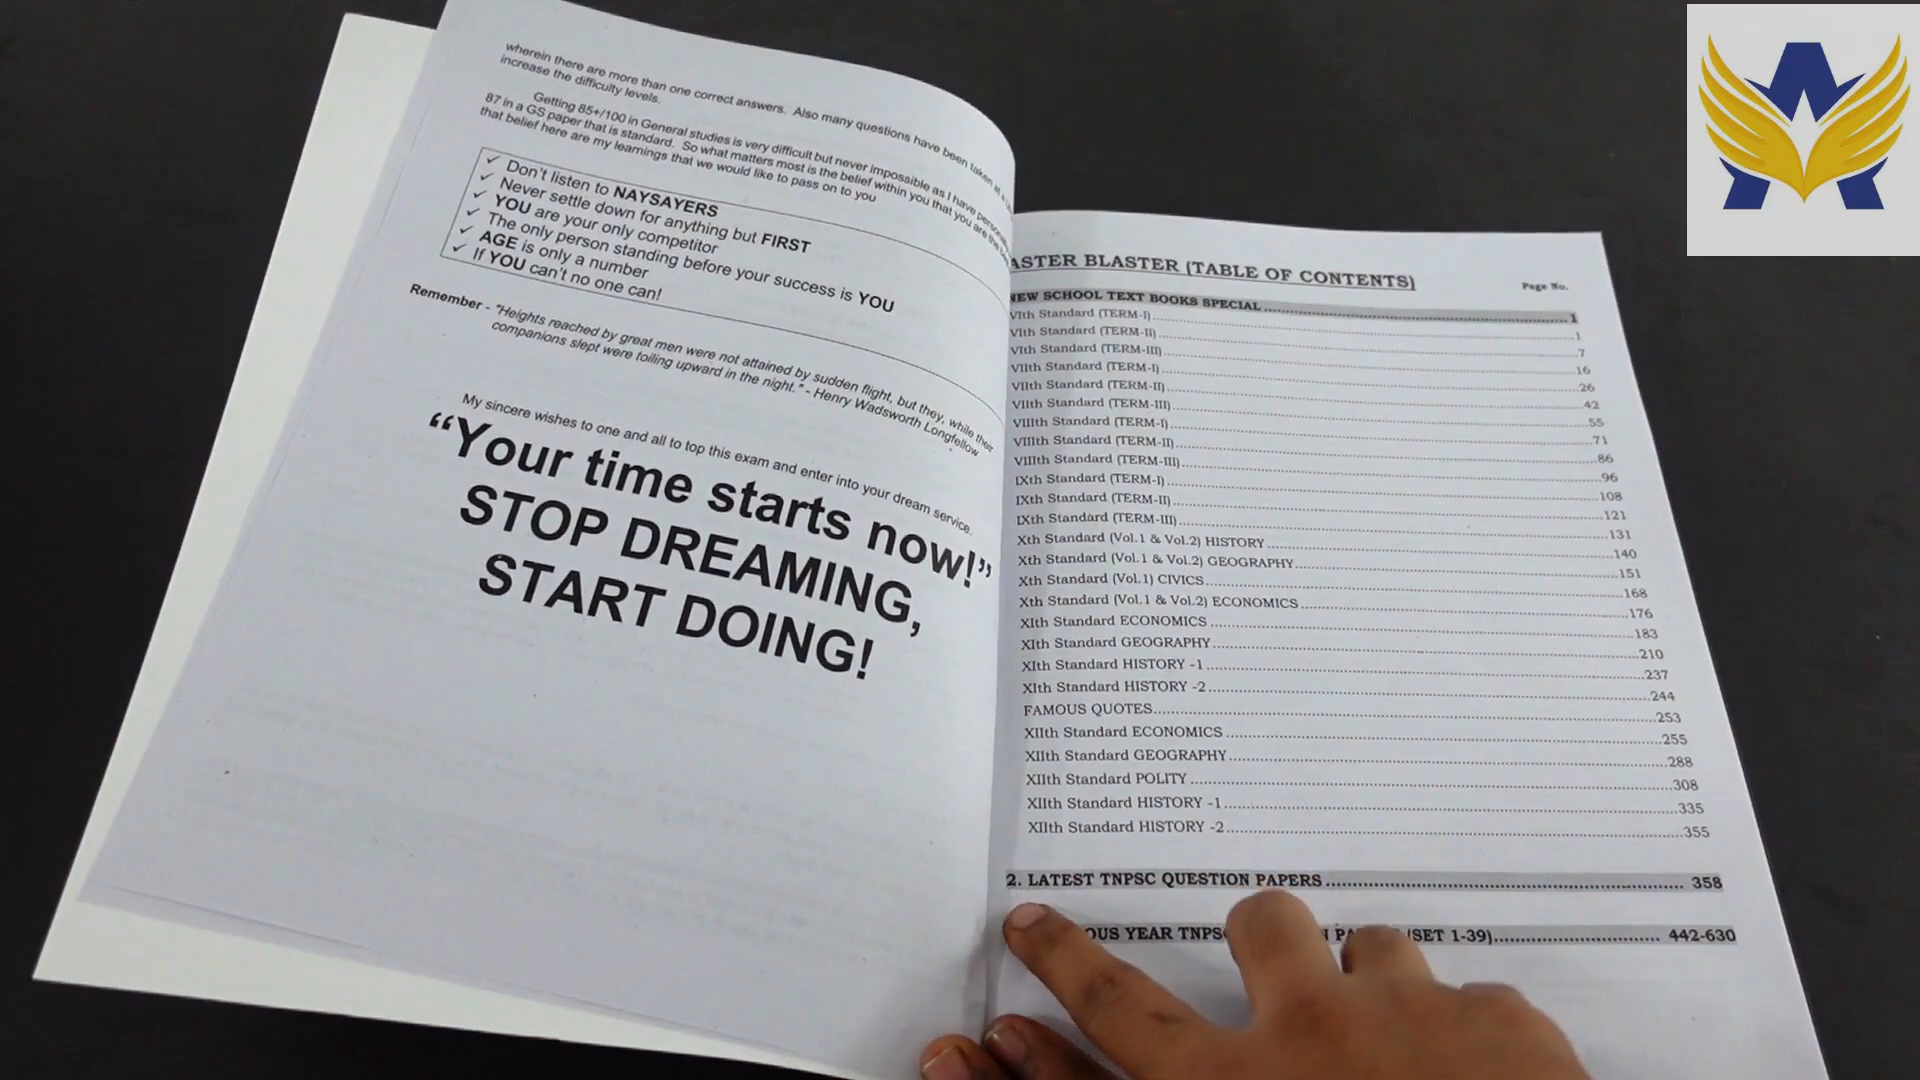 wherein there are more than one correct answers. Also many questions have been taken at a
increase the difficulty levels.
Getting 85+/100 in General studies is very difficult but never impossible as I have
87 in a GS paper that is standard. So what matters most is the belief within you that you are the
that belief here are my learnings that we would like to pass on to you
✓ Don't listen to NAYSAYERS
✓ Never settle down for anything but FIRST
✓ YOU are your only competitor
✓ The only person standing before your success is YOU
✓ AGE is only a number
✓ If YOU can't no one can!
Remember - "Heights reached by great men were not attained by sudden flight, but they, while their
companions slept were toiling upward in the night." - Henry Wadsworth Longfellow
My sincere wishes to one and all to top this exam and enter into your dream service.
“Your time starts now!”
STOP DREAMING,
START DOING!
ASTER BLASTER (TABLE OF CONTENTS)
Page No.
NEW SCHOOL TEXT BOOKS SPECIAL ... 1
VIth Standard (TERM-I) ... 1
VIth Standard (TERM-II) ... 7
VIth Standard (TERM-III) ... 16
VIIth Standard (TERM-I) ... 26
VIIth Standard (TERM-II) ... 42
VIIth Standard (TERM-III) ... 55
VIIIth Standard (TERM-I) ... 71
VIIIth Standard (TERM-II) ... 86
VIIIth Standard (TERM-III) ... 96
IXth Standard (TERM-I) ... 108
IXth Standard (TERM-II) ... 121
IXth Standard (TERM-III) ... 131
Xth Standard (Vol.1 & Vol.2) HISTORY ... 140
Xth Standard (Vol.1 & Vol.2) GEOGRAPHY ... 151
Xth Standard (Vol.1) CIVICS ... 168
Xth Standard (Vol.1 & Vol.2) ECONOMICS ... 176
XIth Standard ECONOMICS ... 183
XIth Standard GEOGRAPHY ... 210
XIth Standard HISTORY -1 ... 237
XIth Standard HISTORY -2 ... 244
FAMOUS QUOTES ... 253
XIIth Standard ECONOMICS ... 255
XIIth Standard GEOGRAPHY ... 288
XIIth Standard POLITY ... 308
XIIth Standard HISTORY -1 ... 335
XIIth Standard HISTORY -2 ... 355
2. LATEST TNPSC QUESTION PAPERS ... 358
OUS YEAR TNPS (SET 1-39) ... 442-630